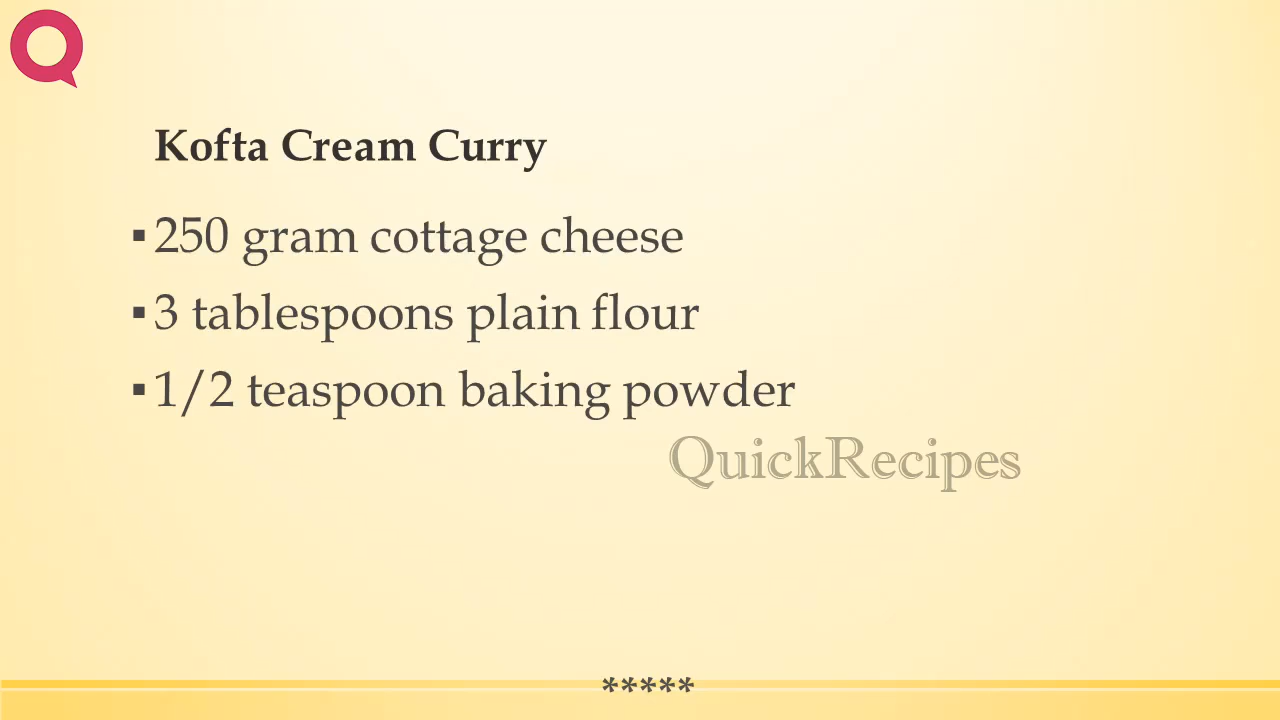 Kofta Cream Curry
▪250 gram cottage cheese
▪3 tablespoons plain flour
▪1/2 teaspoon baking powder
QuickRecipes
*****